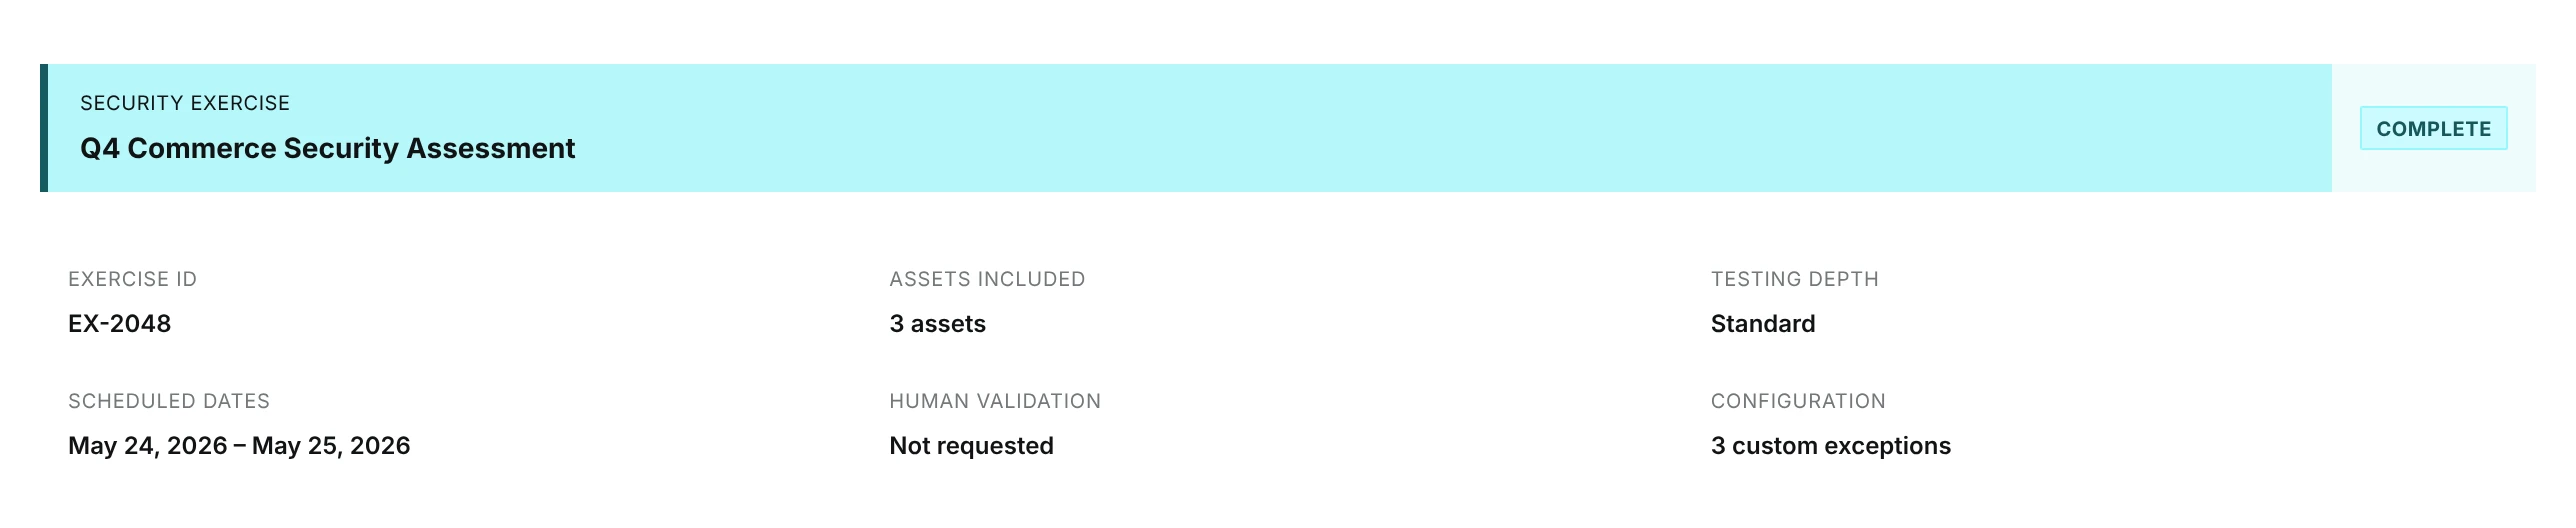 SECURITY EXERCISE
Q4 Commerce Security Assessment
COMPLETE
EXERCISE ID
EX-2048
ASSETS INCLUDED
3 assets
TESTING DEPTH
Standard
SCHEDULED DATES
May 24, 2026 – May 25, 2026
HUMAN VALIDATION
Not requested
CONFIGURATION
3 custom exceptions